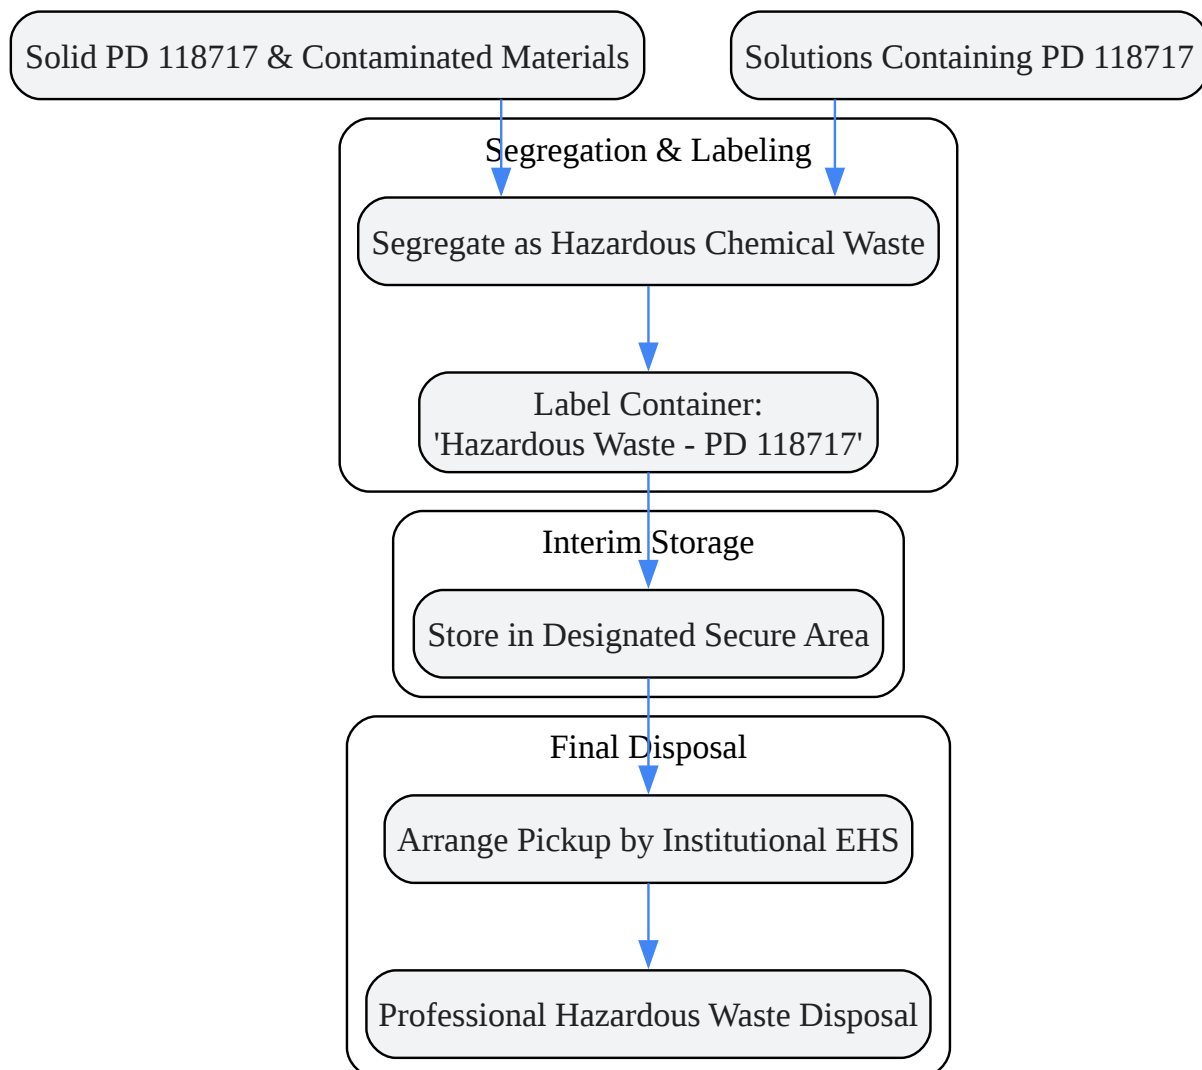 Solid PD 118717 & Contaminated Materials
Solutions Containing PD 118717
Segregation & Labeling
Segregate as Hazardous Chemical Waste
Label Container:
'Hazardous Waste - PD 118717'
Interim Storage
Store in Designated Secure Area
Final Disposal
Arrange Pickup by Institutional EHS
Professional Hazardous Waste Disposal